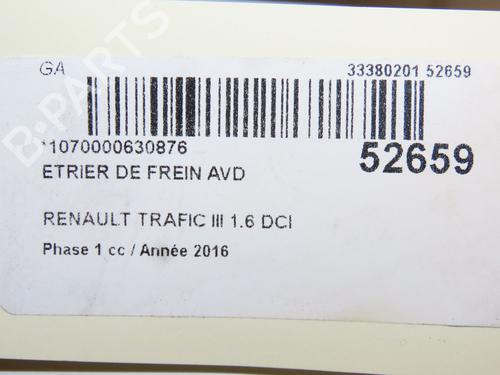 GA 33380201 52659
*1070000630876
52659
ETRIER DE FREIN AVD
RENAULT TRAFIC III 1.6 DCI
Phase 1 cc / Année 2016
B-PARTS